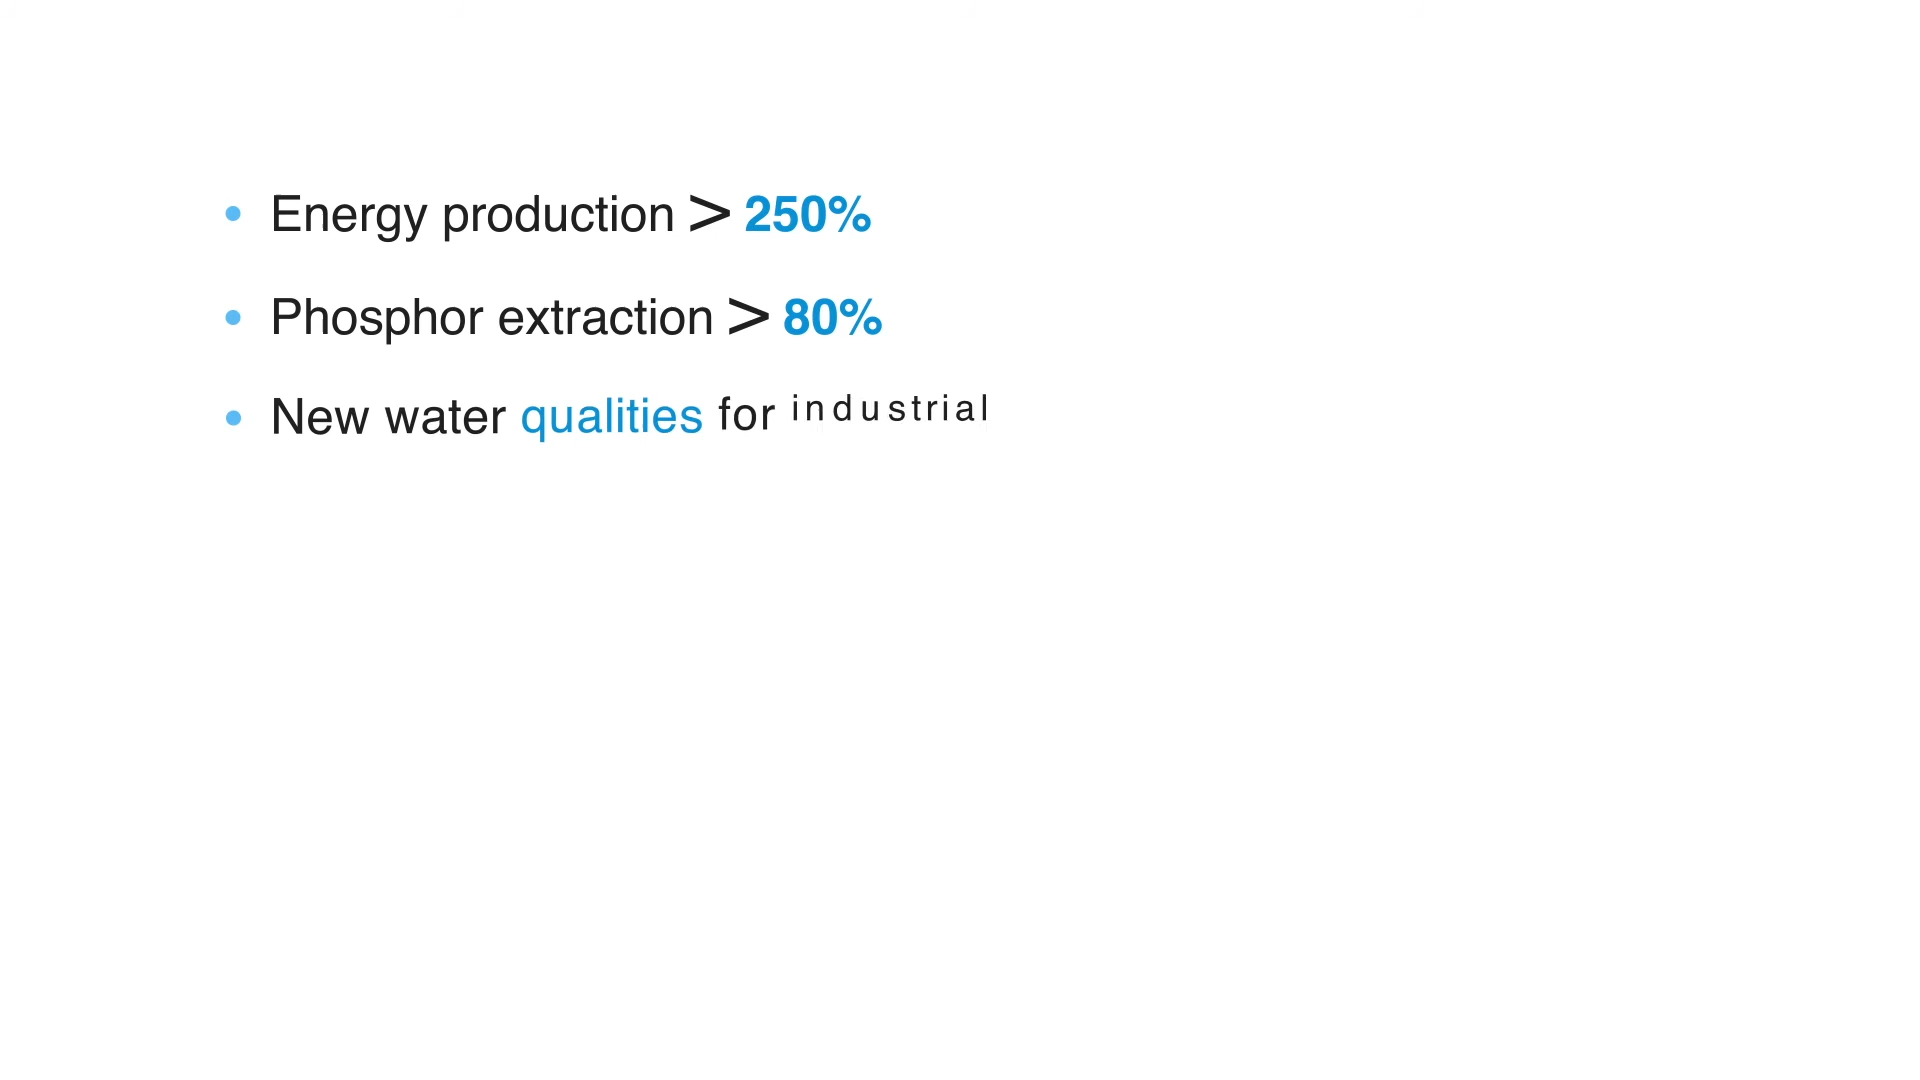 • Energy production > 250%
• Phosphor extraction > 80%
• New water qualities for industrial